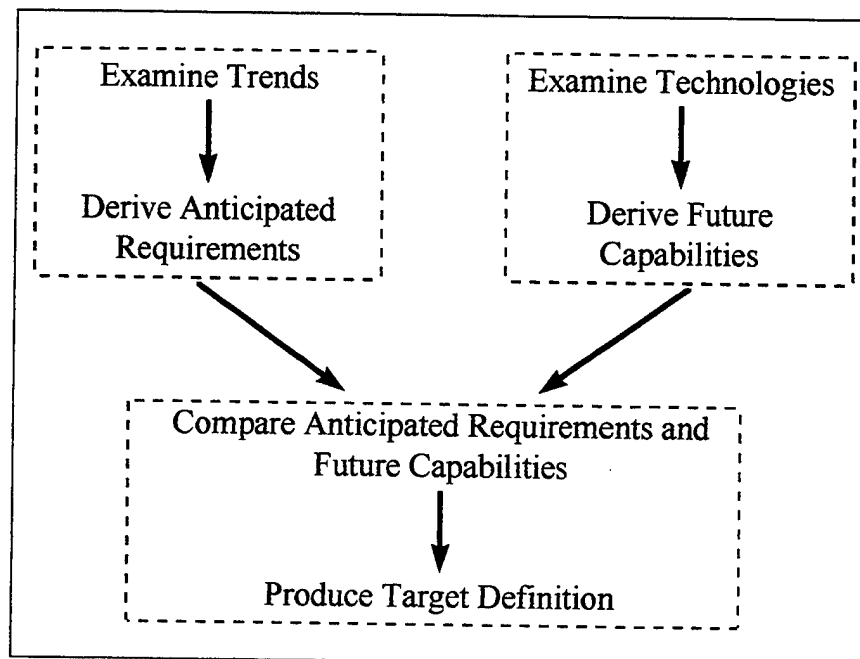 Examine Trends
Derive Anticipated
Requirements
Examine Technologies
Derive Future
Capabilities
Compare Anticipated Requirements and
Future Capabilities
Produce Target Definition